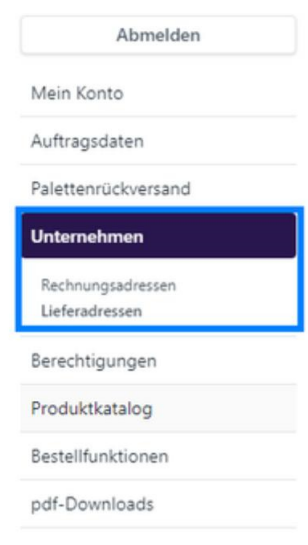 Abmelden
Mein Konto
Auftragsdaten
Palettenrückversand
Unternehmen
Rechnungsadressen
Lieferadressen
Berechtigungen
Produktkatalog
Bestellfunktionen
pdf-Downloads